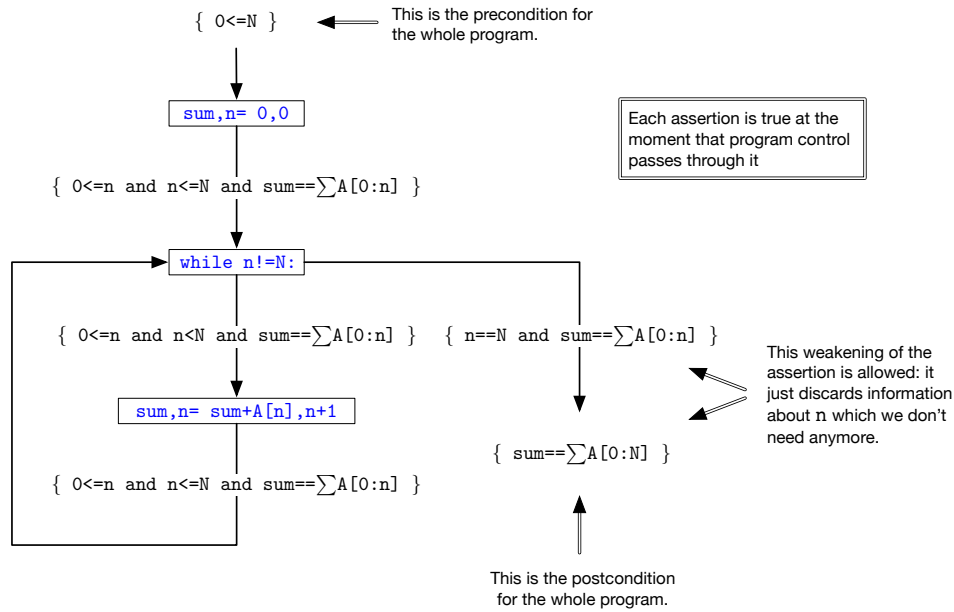 { 0<=N }
This is the precondition for
the whole program.
sum,n= 0,0
Each assertion is true at the
moment that program control
passes through it
{ 0<=n and n<=N and sum==∑A[0:n] }
while n!=N:
{ 0<=n and n<N and sum==∑A[0:n] }
{ n==N and sum==∑A[0:n] }
This weakening of the
assertion is allowed: it
just discards information
about n which we don't
need anymore.
sum,n= sum+A[n],n+1
{ sum==∑A[0:N] }
{ 0<=n and n<=N and sum==∑A[0:n] }
This is the postcondition
for the whole program.